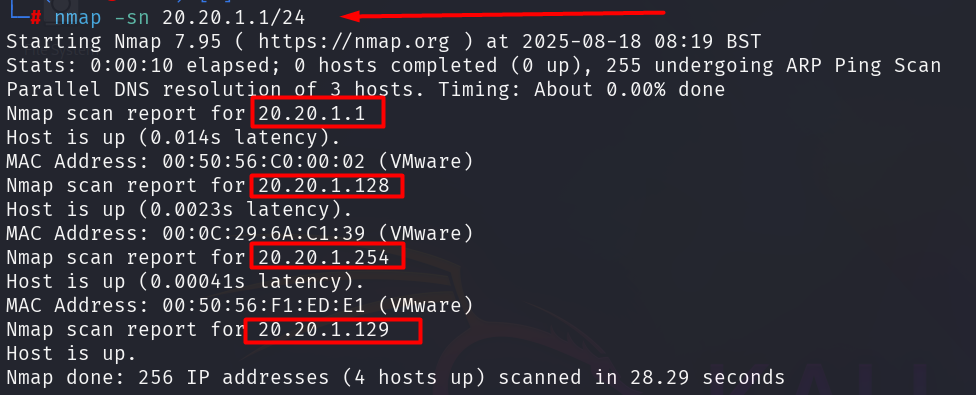 └─# nmap -sn 20.20.1.1/24
Starting Nmap 7.95 ( https://nmap.org ) at 2025-08-18 08:19 BST
Stats: 0:00:10 elapsed; 0 hosts completed (0 up), 255 undergoing ARP Ping Scan
Parallel DNS resolution of 3 hosts. Timing: About 0.00% done
Nmap scan report for 20.20.1.1
Host is up (0.014s latency).
MAC Address: 00:50:56:C0:00:02 (VMware)
Nmap scan report for 20.20.1.128
Host is up (0.0023s latency).
MAC Address: 00:0C:29:6A:C1:39 (VMware)
Nmap scan report for 20.20.1.254
Host is up (0.00041s latency).
MAC Address: 00:50:56:F1:ED:E1 (VMware)
Nmap scan report for 20.20.1.129
Host is up.
Nmap done: 256 IP addresses (4 hosts up) scanned in 28.29 seconds